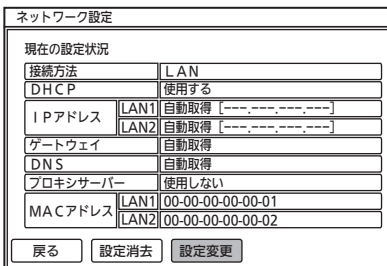 ネットワーク設定
現在の設定状況
接続方法 LAN
DHCP 使用する
IPアドレス LAN1 自動取得 [---.---.---.---]
LAN2 自動取得 [---.---.---.---]
ゲートウェイ 自動取得
DNS 自動取得
プロキシサーバー 使用しない
MACアドレス LAN1 00-00-00-00-00-01
LAN2 00-00-00-00-00-02
戻る 設定消去 設定変更